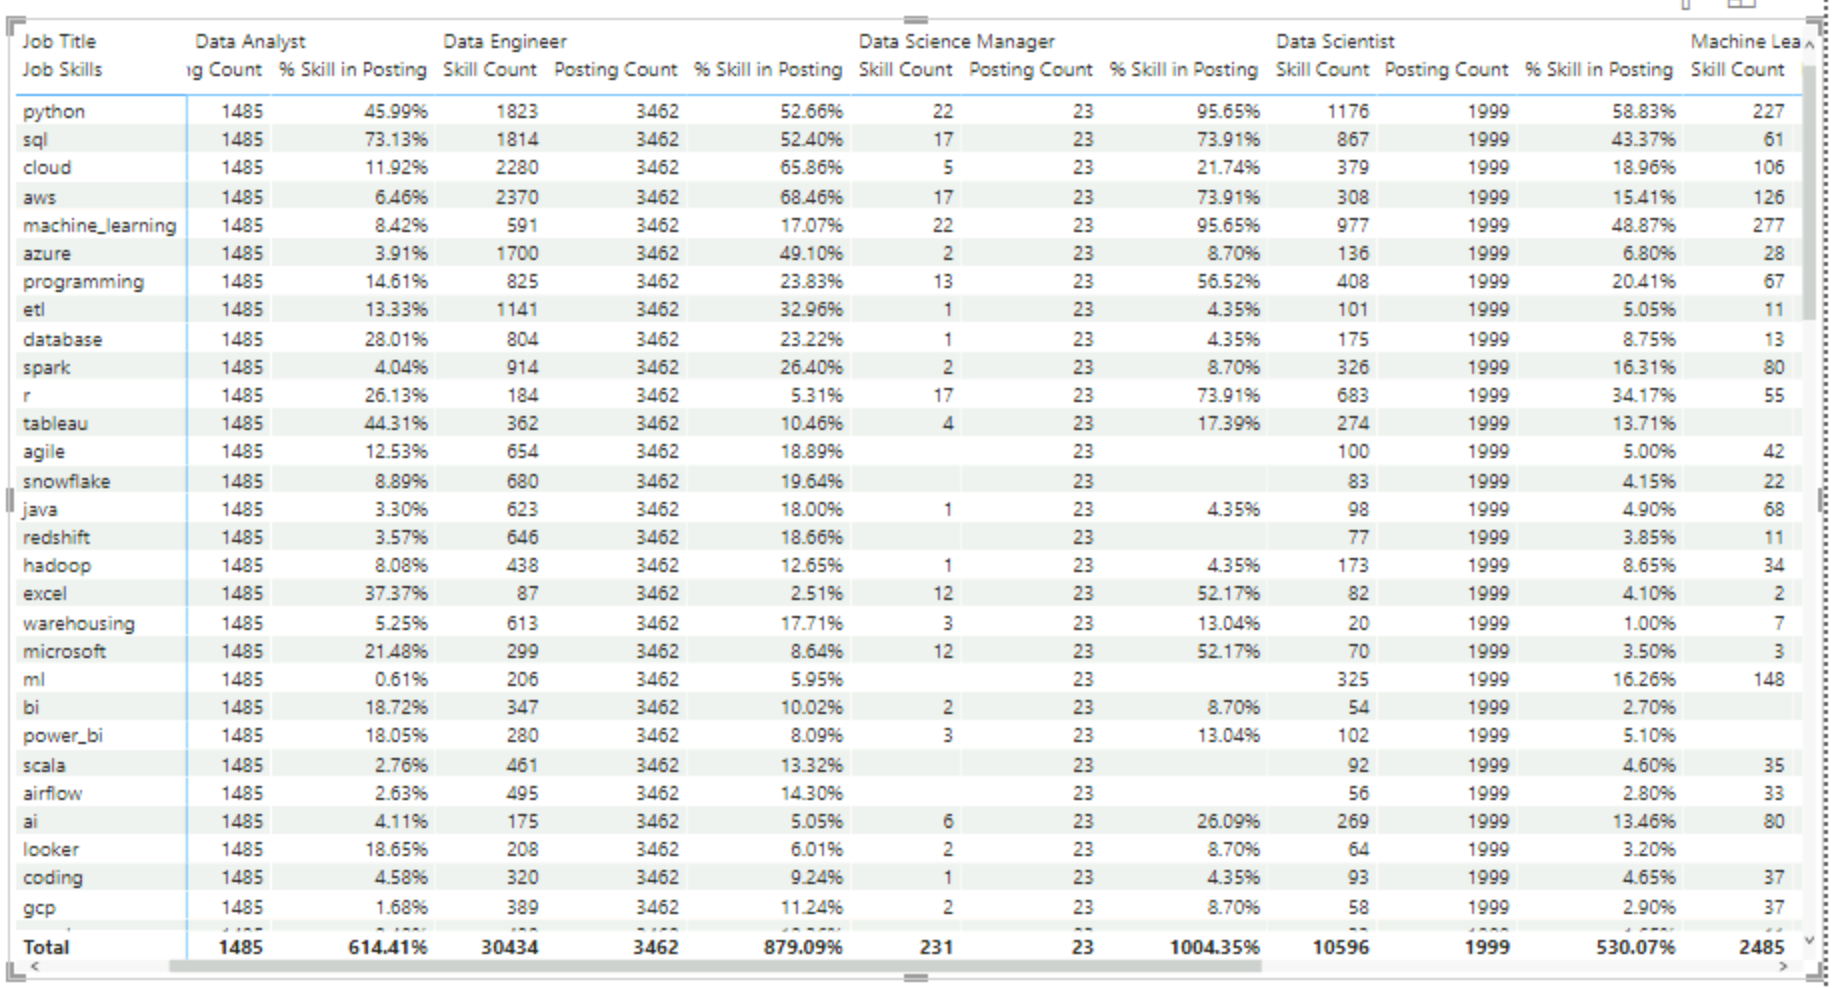 Job Title Data Analyst Data Engineer Data Science Manager Data Scientist Machine Lea
Job Skills ng Count % Skill in Posting Skill Count Posting Count % Skill in Posting Skill Count Posting Count % Skill in Posting Skill Count Posting Count % Skill in Posting Skill Count
python 1485 45.99% 1823 3462 52.66% 22 23 95.65% 1176 1999 58.83% 227
sql 1485 73.13% 1814 3462 52.40% 17 23 73.91% 867 1999 43.37% 61
cloud 1485 11.92% 2280 3462 65.86% 5 23 21.74% 379 1999 18.96% 106
aws 1485 6.46% 2370 3462 68.46% 17 23 73.91% 308 1999 15.41% 126
machine_learning 1485 8.42% 591 3462 17.07% 22 23 95.65% 977 1999 48.87% 277
azure 1485 3.91% 1700 3462 49.10% 2 23 8.70% 136 1999 6.80% 28
programming 1485 14.61% 825 3462 23.83% 13 23 56.52% 408 1999 20.41% 67
etl 1485 13.33% 1141 3462 32.96% 1 23 4.35% 101 1999 5.05% 11
database 1485 28.01% 804 3462 23.22% 1 23 4.35% 175 1999 8.75% 13
spark 1485 4.04% 914 3462 26.40% 2 23 8.70% 326 1999 16.31% 80
r 1485 26.13% 184 3462 5.31% 17 23 73.91% 683 1999 34.17% 55
tableau 1485 44.31% 362 3462 10.46% 4 23 17.39% 274 1999 13.71%
agile 1485 12.53% 654 3462 18.89% 23 100 1999 5.00% 42
snowflake 1485 8.89% 680 3462 19.64% 23 83 1999 4.15% 22
java 1485 3.30% 623 3462 18.00% 1 23 4.35% 98 1999 4.90% 68
redshift 1485 3.57% 646 3462 18.66% 23 77 1999 3.85% 11
hadoop 1485 8.08% 438 3462 12.65% 1 23 4.35% 173 1999 8.65% 34
excel 1485 37.37% 87 3462 2.51% 12 23 52.17% 82 1999 4.10% 2
warehousing 1485 5.25% 613 3462 17.71% 3 23 13.04% 20 1999 1.00% 7
microsoft 1485 21.48% 299 3462 8.64% 12 23 52.17% 70 1999 3.50% 3
ml 1485 0.61% 206 3462 5.95% 23 325 1999 16.26% 148
bi 1485 18.72% 347 3462 10.02% 2 23 8.70% 54 1999 2.70%
power_bi 1485 18.05% 280 3462 8.09% 3 23 13.04% 102 1999 5.10%
scala 1485 2.76% 461 3462 13.32% 23 92 1999 4.60% 35
airflow 1485 2.63% 495 3462 14.30% 23 56 1999 2.80% 33
ai 1485 4.11% 175 3462 5.05% 6 23 26.09% 269 1999 13.46% 80
looker 1485 18.65% 208 3462 6.01% 2 23 8.70% 64 1999 3.20%
coding 1485 4.58% 320 3462 9.24% 1 23 4.35% 93 1999 4.65% 37
gcp 1485 1.68% 389 3462 11.24% 2 23 8.70% 58 1999 2.90% 37
Total 1485 614.41% 30434 3462 879.09% 231 23 1004.35% 10596 1999 530.07% 2485